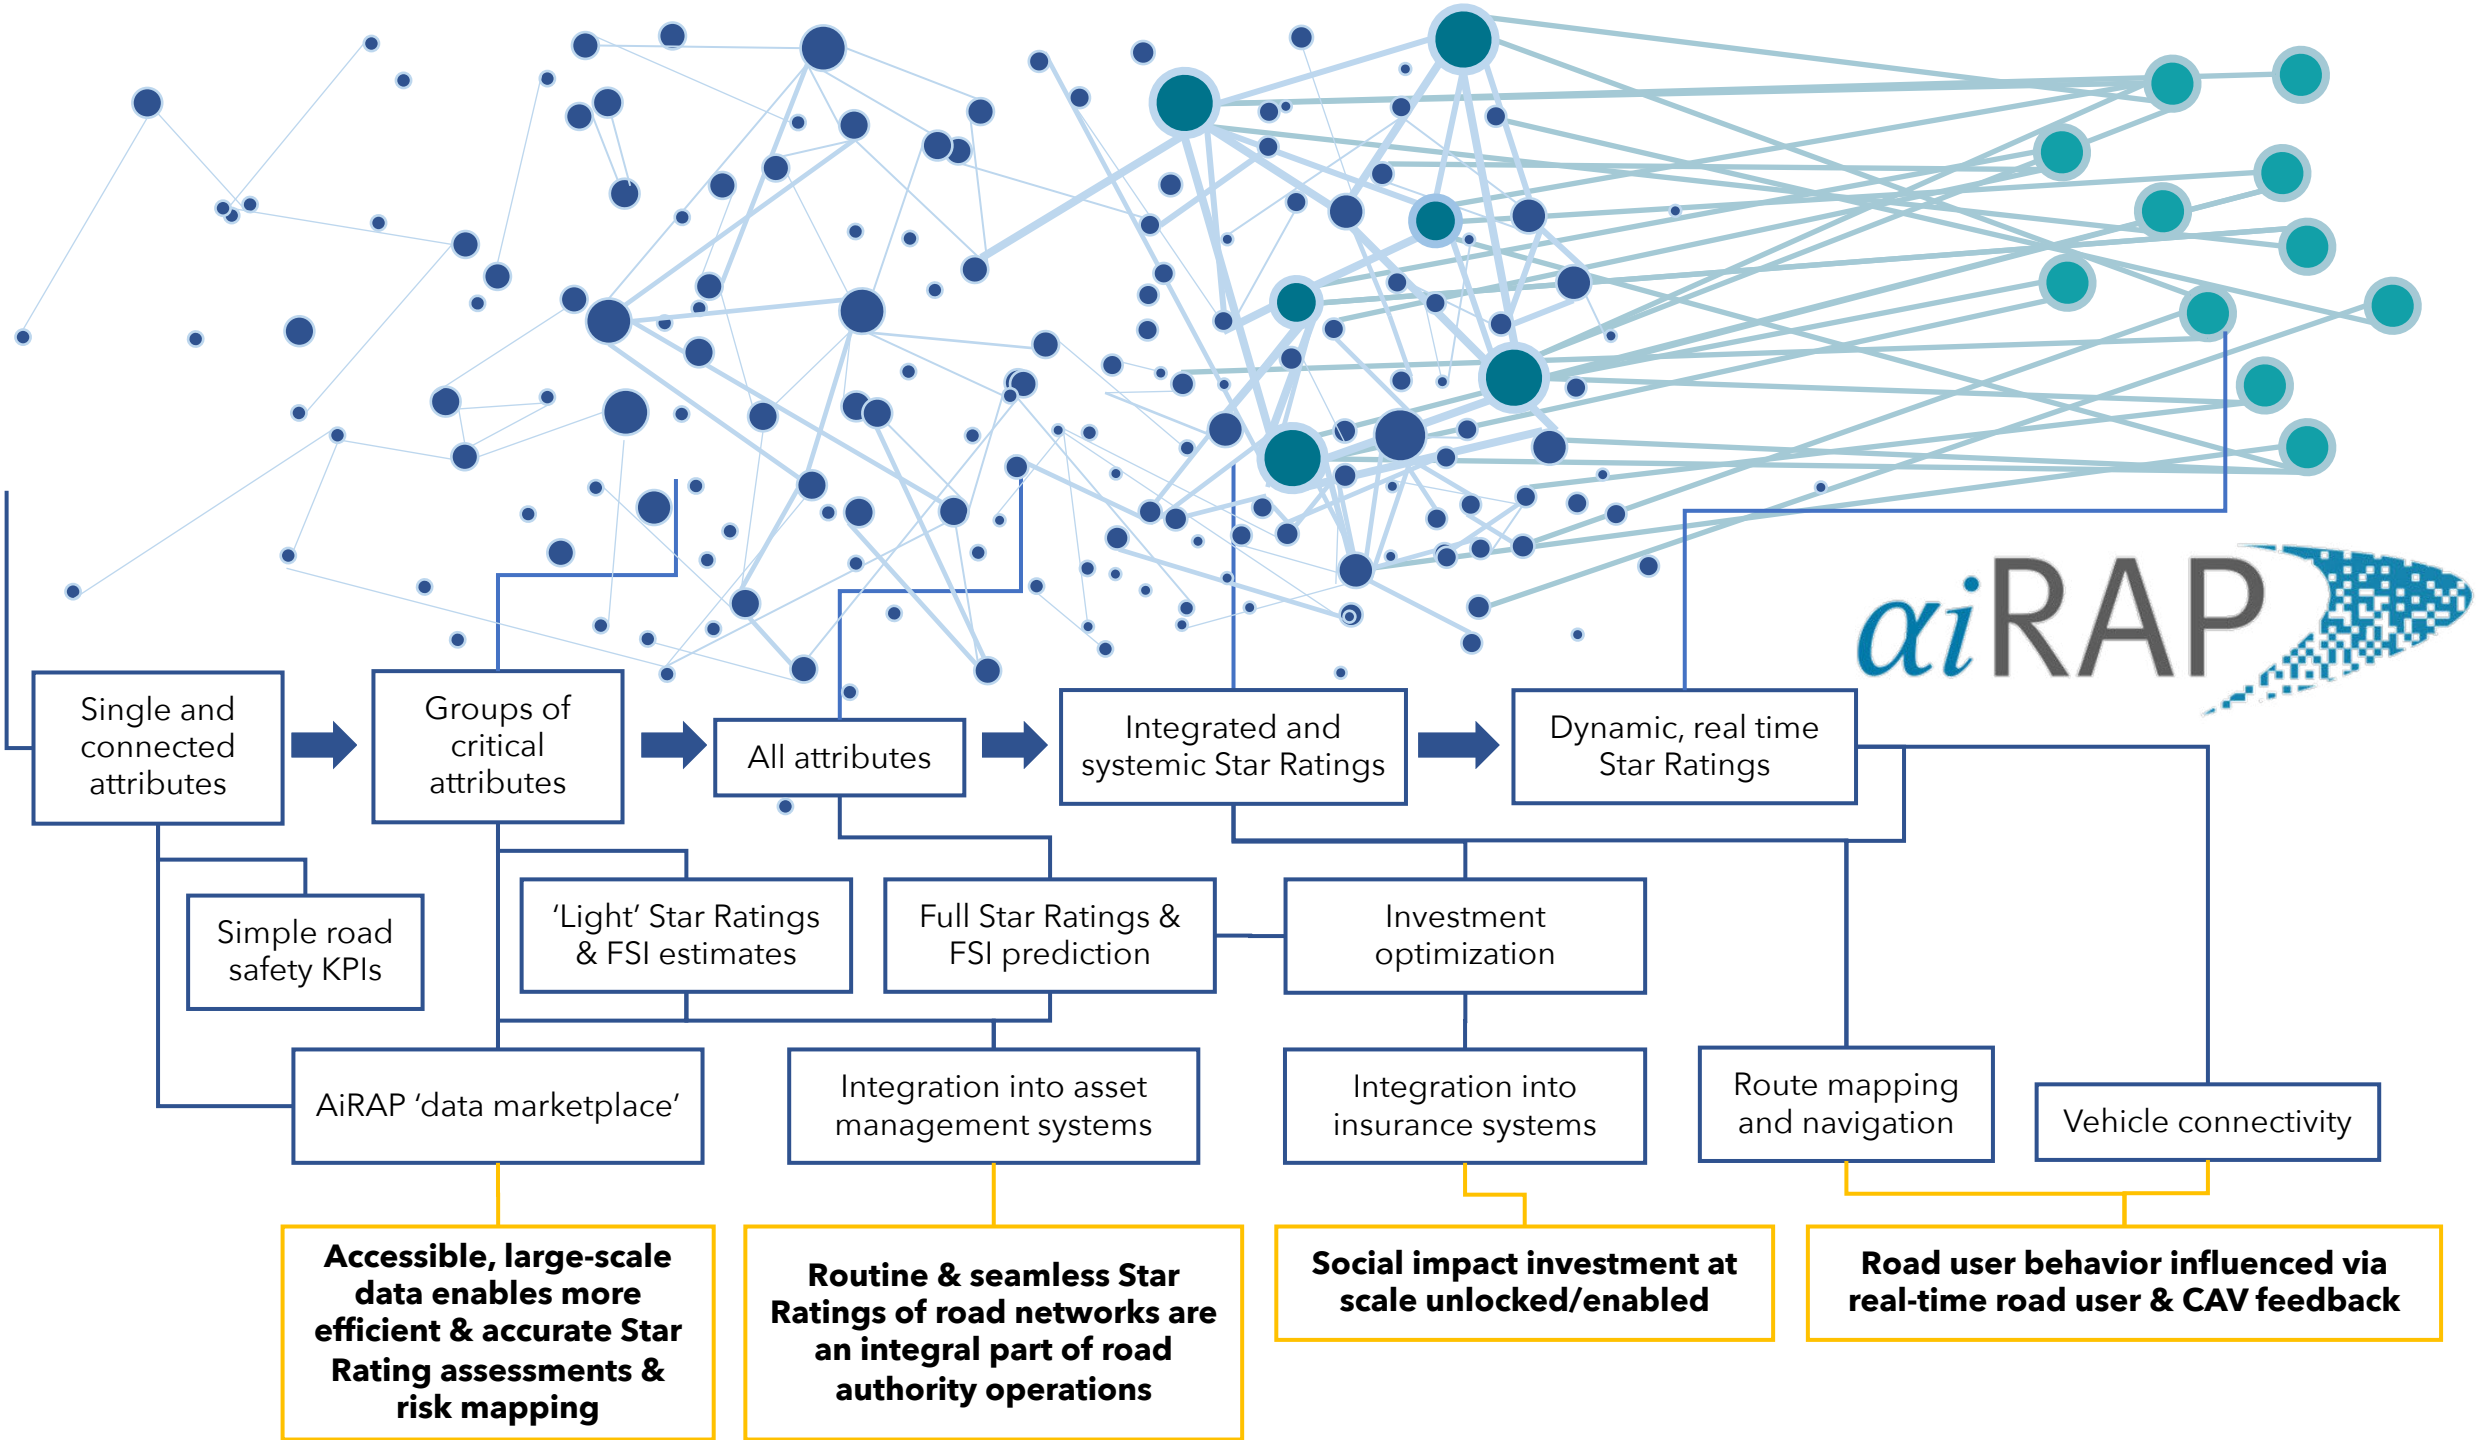 αiRAP
Single and
connected
attributes
Groups of
critical
attributes
All attributes
Integrated and
systemic Star Ratings
Dynamic, real time
Star Ratings
Simple road
safety KPIs
‘Light’ Star Ratings
& FSI estimates
Full Star Ratings &
FSI prediction
Investment
optimization
AiRAP ‘data marketplace’
Integration into asset
management systems
Integration into
insurance systems
Route mapping
and navigation
Vehicle connectivity
Accessible, large-scale
data enables more
efficient & accurate Star
Rating assessments &
risk mapping
Routine & seamless Star
Ratings of road networks are
an integral part of road
authority operations
Social impact investment at
scale unlocked/enabled
Road user behavior influenced via
real-time road user & CAV feedback